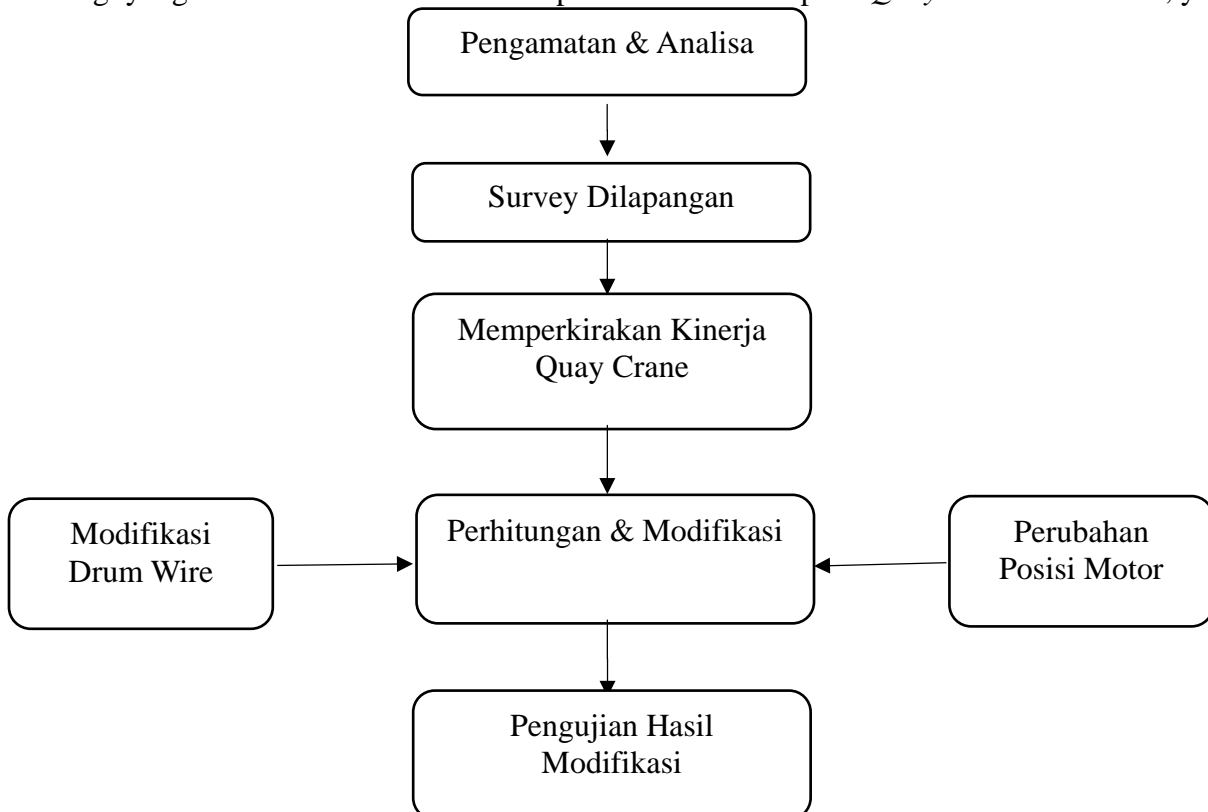 Pengamatan & Analisa
Survey Dilapangan
Memperkirakan Kinerja
Quay Crane
Modifikasi
Drum Wire
Perhitungan & Modifikasi
Perubahan
Posisi Motor
Pengujian Hasil
Modifikasi